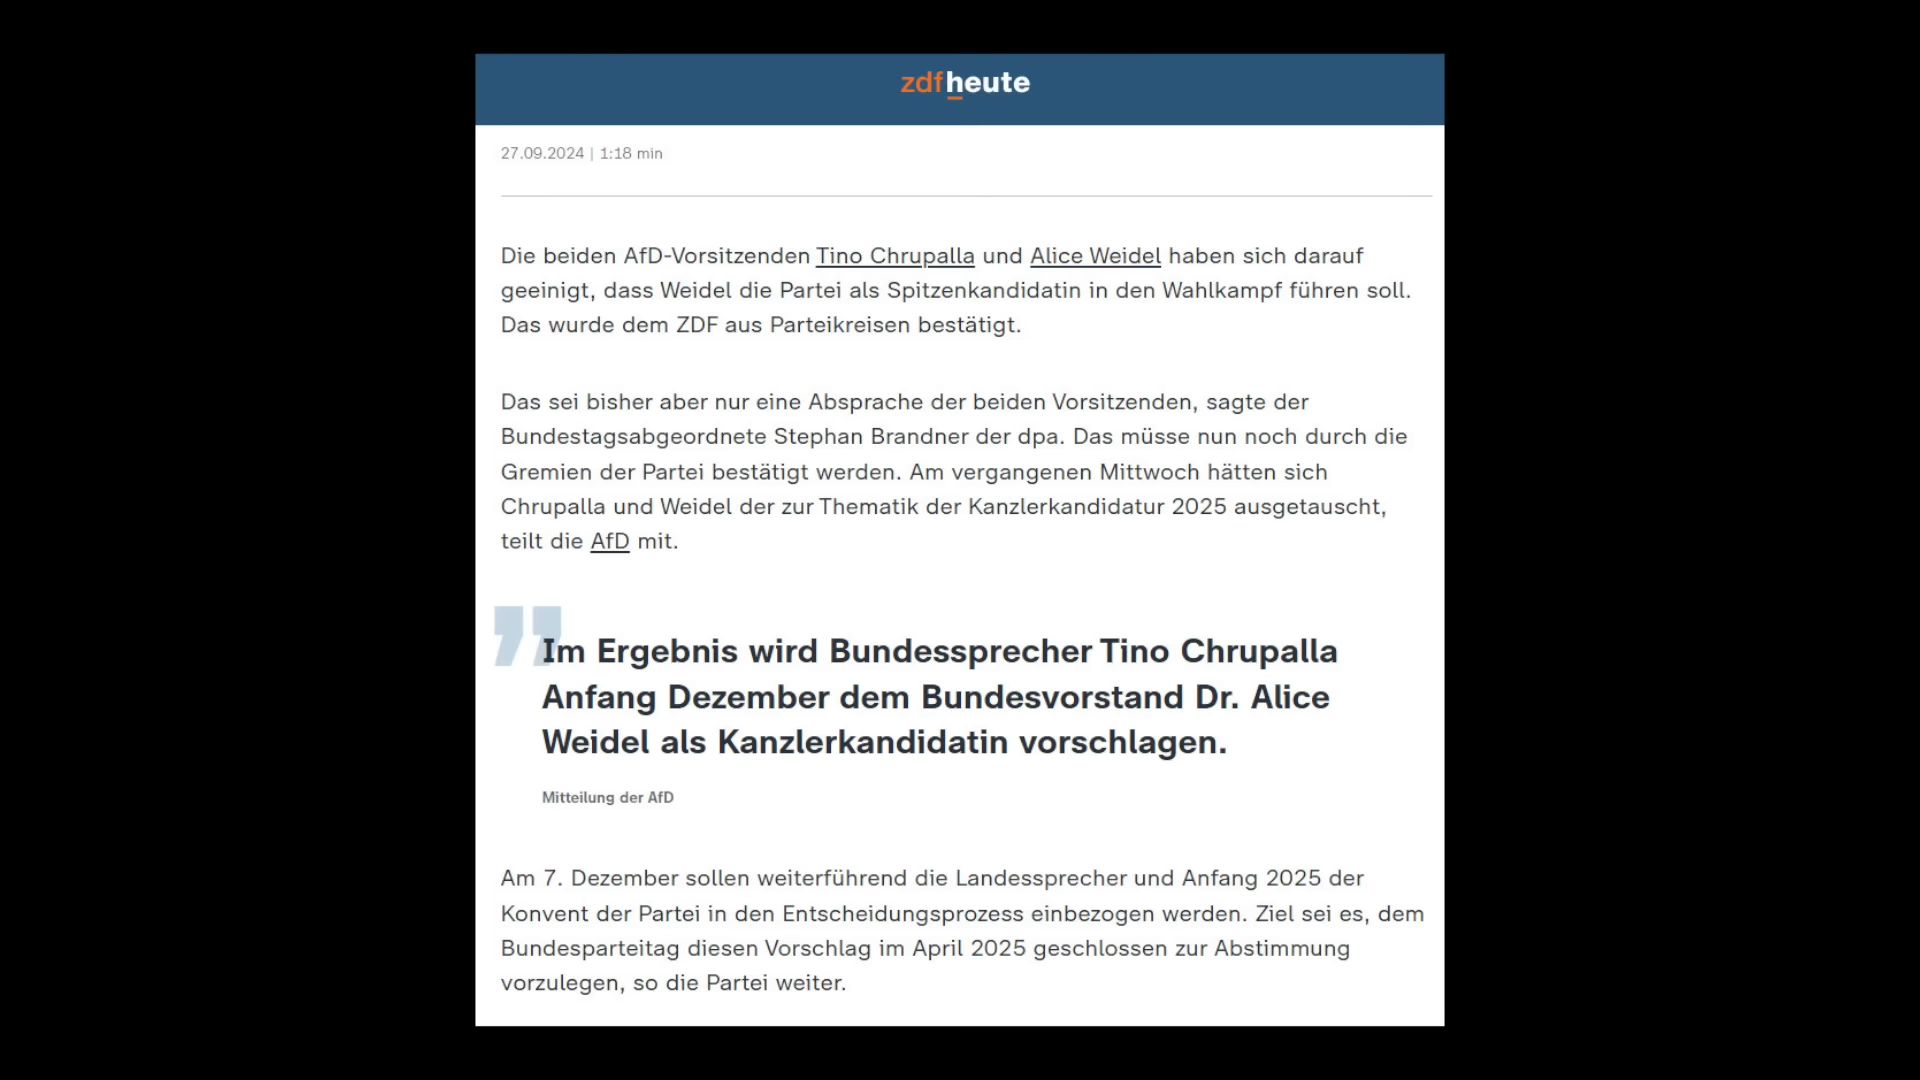 zdfheute
27.09.2024 | 1:18 min
Die beiden AfD-Vorsitzenden Tino Chrupalla und Alice Weidel haben sich darauf
geeinigt, dass Weidel die Partei als Spitzenkandidatin in den Wahlkampf führen soll.
Das wurde dem ZDF aus Parteikreisen bestätigt.
Das sei bisher aber nur eine Absprache der beiden Vorsitzenden, sagte der
Bundestagsabgeordnete Stephan Brandner der dpa. Das müsse nun noch durch die
Gremien der Partei bestätigt werden. Am vergangenen Mittwoch hätten sich
Chrupalla und Weidel der zur Thematik der Kanzlerkandidatur 2025 ausgetauscht,
teilt die AfD mit.
"Im Ergebnis wird Bundessprecher Tino Chrupalla
Anfang Dezember dem Bundesvorstand Dr. Alice
Weidel als Kanzlerkandidatin vorschlagen.
Mitteilung der AfD
Am 7. Dezember sollen weiterführend die Landessprecher und Anfang 2025 der
Konvent der Partei in den Entscheidungsprozess einbezogen werden. Ziel sei es, dem
Bundesparteitag diesen Vorschlag im April 2025 geschlossen zur Abstimmung
vorzulegen, so die Partei weiter.